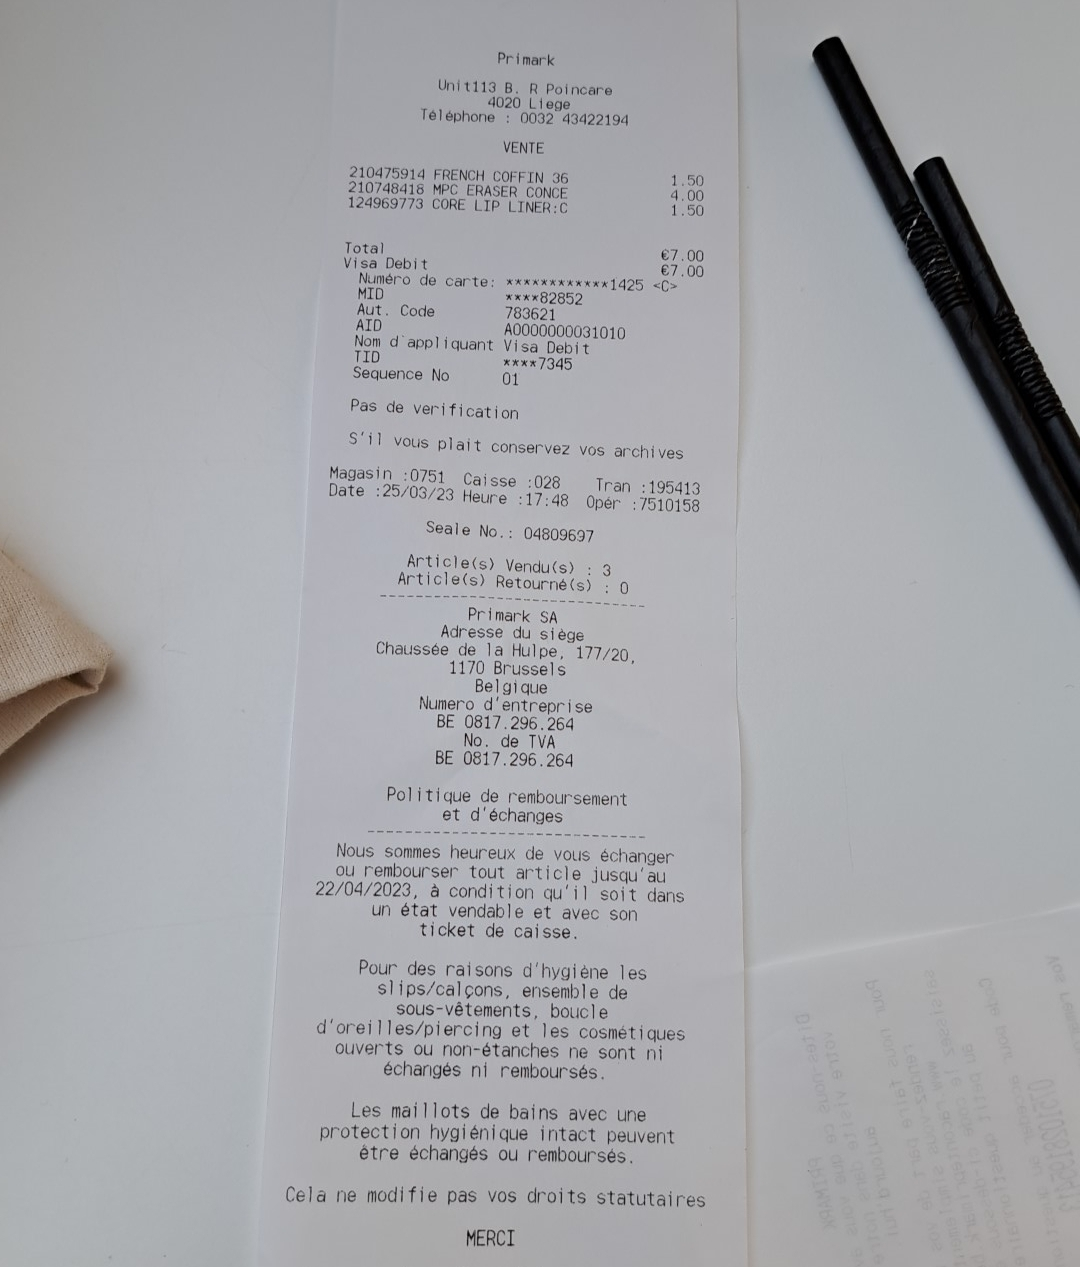 Primark
Unit113 B. R Poincare
4020 Liege
Téléphone : 0032 43422194
VENTE
210475914 FRENCH COFFIN 36 1.50
210748418 MPC ERASER CONCE 4.00
124969773 CORE LIP LINER:C 1.50
Total €7.00
Visa Debit €7.00
Numéro de carte: ************1425 <C>
MID ****82852
Aut. Code 783621
AID A0000000031010
Nom d'appliquant Visa Debit
TID ****7345
Sequence No 01
Pas de verification
S'il vous plait conservez vos archives
Magasin :0751 Caisse :028 Tran :195413
Date :25/03/23 Heure :17:48 Opér :7510158
Seale No.: 04809697
Article(s) Vendu(s) : 3
Article(s) Retourné(s) : 0
Primark SA
Adresse du siège
Chaussée de la Hulpe, 177/20,
1170 Brussels
Belgique
Numero d'entreprise
BE 0817.296.264
No. de TVA
BE 0817.296.264
Politique de remboursement
et d'échanges
Nous sommes heureux de vous échanger
ou rembourser tout article jusqu'au
22/04/2023, à condition qu'il soit dans
un état vendable et avec son
ticket de caisse.
Pour des raisons d'hygiène les
slips/calçons, ensemble de
sous-vêtements, boucle
d'oreilles/piercing et les cosmétiques
ouverts ou non-étanches ne sont ni
échangés ni remboursés.
Les maillots de bains avec une
protection hygiénique intact peuvent
être échangés ou remboursés.
Cela ne modifie pas vos droits statutaires
MERCI